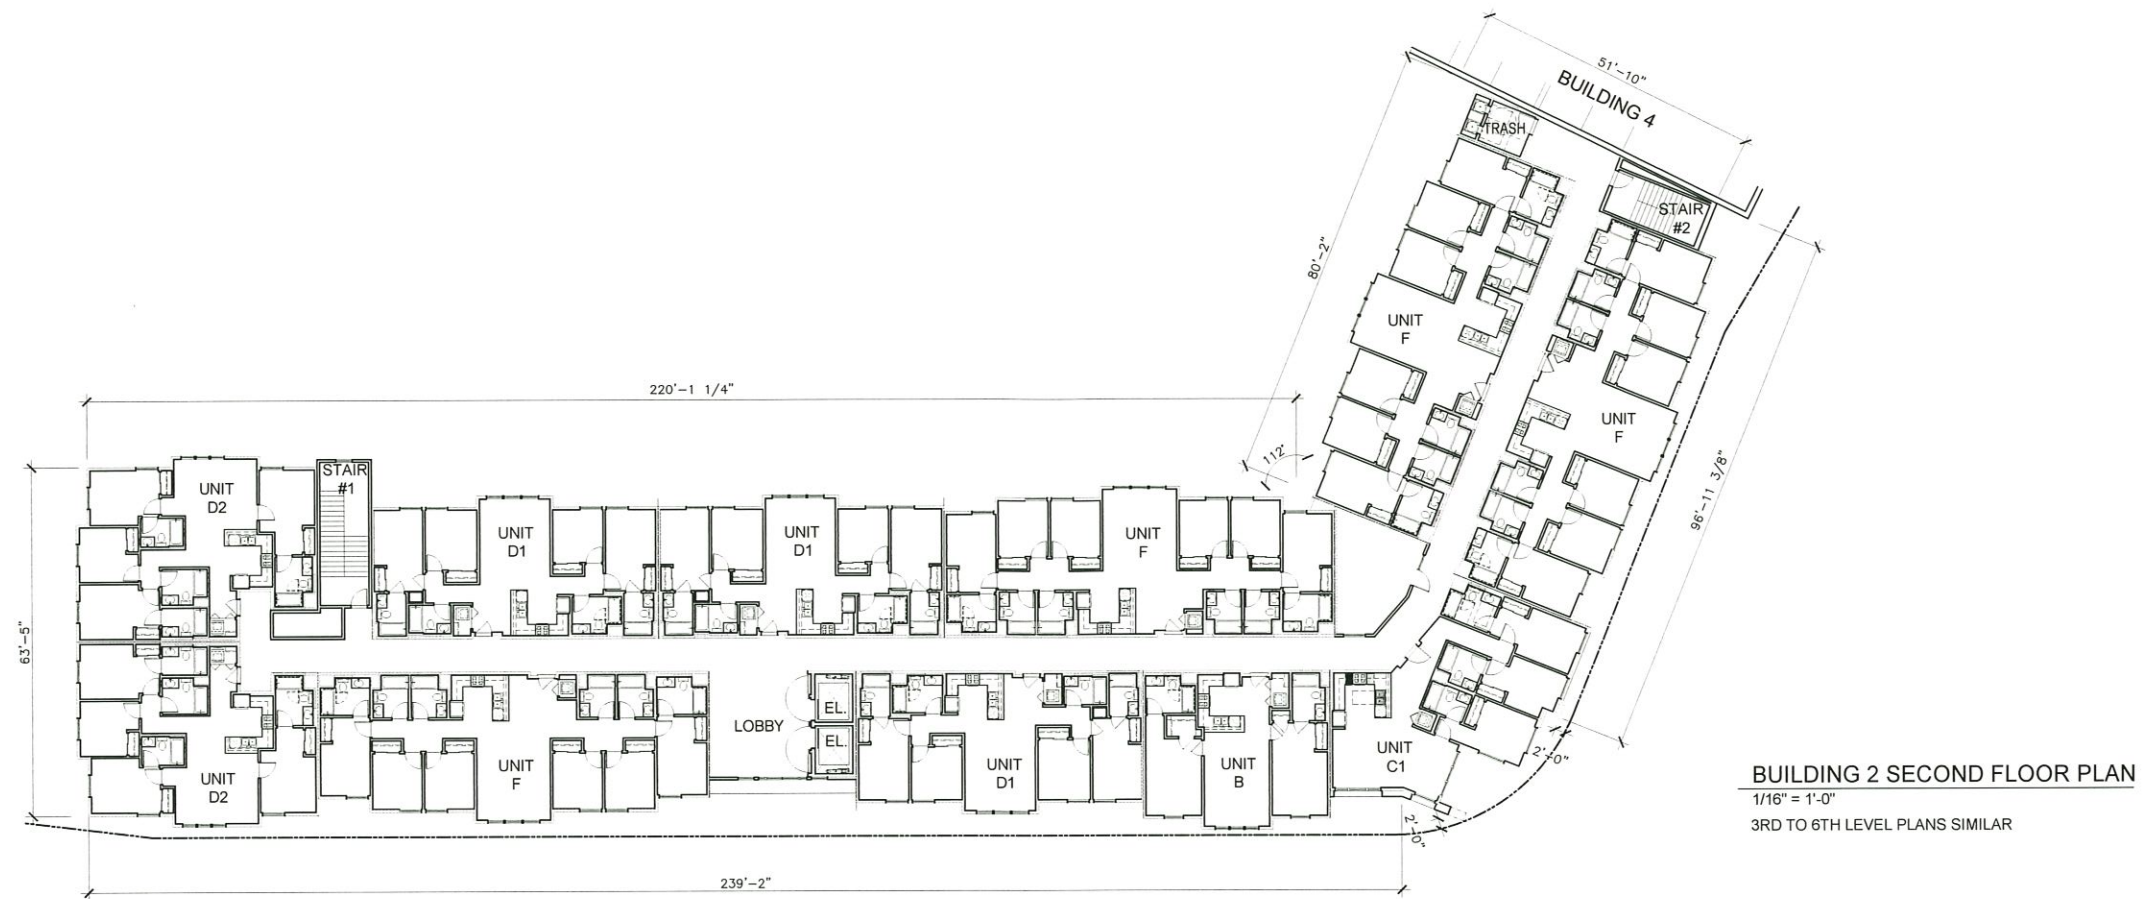 51'-10"
BUILDING 4
TRASH
STAIR
#2
80'-2"
UNIT
F
UNIT
F
96'-11 3/8"
220'-1 1/4"
112°
63'-5"
UNIT
D2
STAIR
#1
UNIT
D1
UNIT
D1
UNIT
F
UNIT
D2
UNIT
F
LOBBY
EL.
EL.
UNIT
D1
UNIT
B
UNIT
C1
2'-0"
2'-0"
239'-2"
BUILDING 2 SECOND FLOOR PLAN
1/16" = 1'-0"
3RD TO 6TH LEVEL PLANS SIMILAR